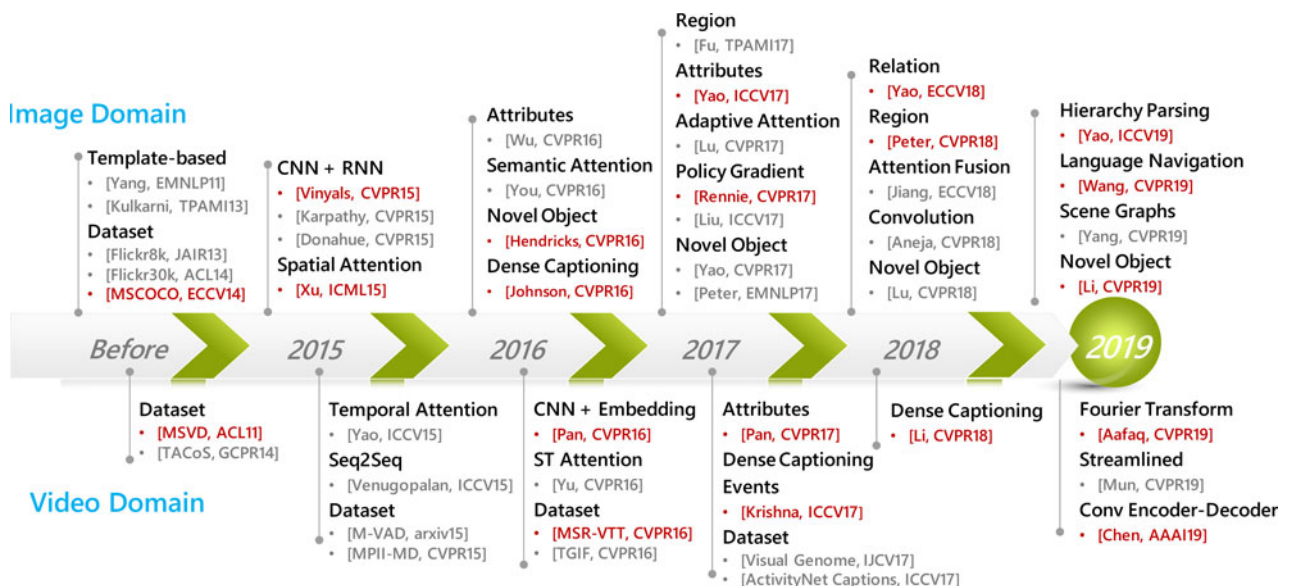 Image Domain
Template-based
• [Yang, EMNLP11]
• [Kulkarni, TPAMI13]
Dataset
• [Flickr8k, JAIR13]
• [Flickr30k, ACL14]
• [MSCOCO, ECCV14]
CNN + RNN
• [Vinyals, CVPR15]
• [Karpathy, CVPR15]
• [Donahue, CVPR15]
Spatial Attention
• [Xu, ICML15]
Attributes
• [Wu, CVPR16]
Semantic Attention
• [You, CVPR16]
Novel Object
• [Hendricks, CVPR16]
Dense Captioning
• [Johnson, CVPR16]
Region
• [Fu, TPAMI17]
Attributes
• [Yao, ICCV17]
Adaptive Attention
• [Lu, CVPR17]
Policy Gradient
• [Rennie, CVPR17]
• [Liu, ICCV17]
Novel Object
• [Yao, CVPR17]
• [Peter, EMNLP17]
Relation
• [Yao, ECCV18]
Region
• [Peter, CVPR18]
Attention Fusion
• [Jiang, ECCV18]
Convolution
• [Aneja, CVPR18]
Novel Object
• [Lu, CVPR18]
Hierarchy Parsing
• [Yao, ICCV19]
Language Navigation
• [Wang, CVPR19]
Scene Graphs
• [Yang, CVPR19]
Novel Object
• [Li, CVPR19]
Before
2015
2016
2017
2018
2019
Dataset
• [MSVD, ACL11]
• [TACoS, GCPR14]
Video Domain
Temporal Attention
• [Yao, ICCV15]
Seq2Seq
• [Venugopalan, ICCV15]
Dataset
• [M-VAD, arxiv15]
• [MPII-MD, CVPR15]
CNN + Embedding
• [Pan, CVPR16]
ST Attention
• [Yu, CVPR16]
Dataset
• [MSR-VTT, CVPR16]
• [TGIF, CVPR16]
Attributes
• [Pan, CVPR17]
Dense Captioning
Events
• [Krishna, ICCV17]
Dataset
• [Visual Genome, IJCV17]
• [ActivityNet Captions, ICCV17]
Dense Captioning
• [Li, CVPR18]
Fourier Transform
• [Aafaq, CVPR19]
Streamlined
• [Mun, CVPR19]
Conv Encoder-Decoder
• [Chen, AAAI19]